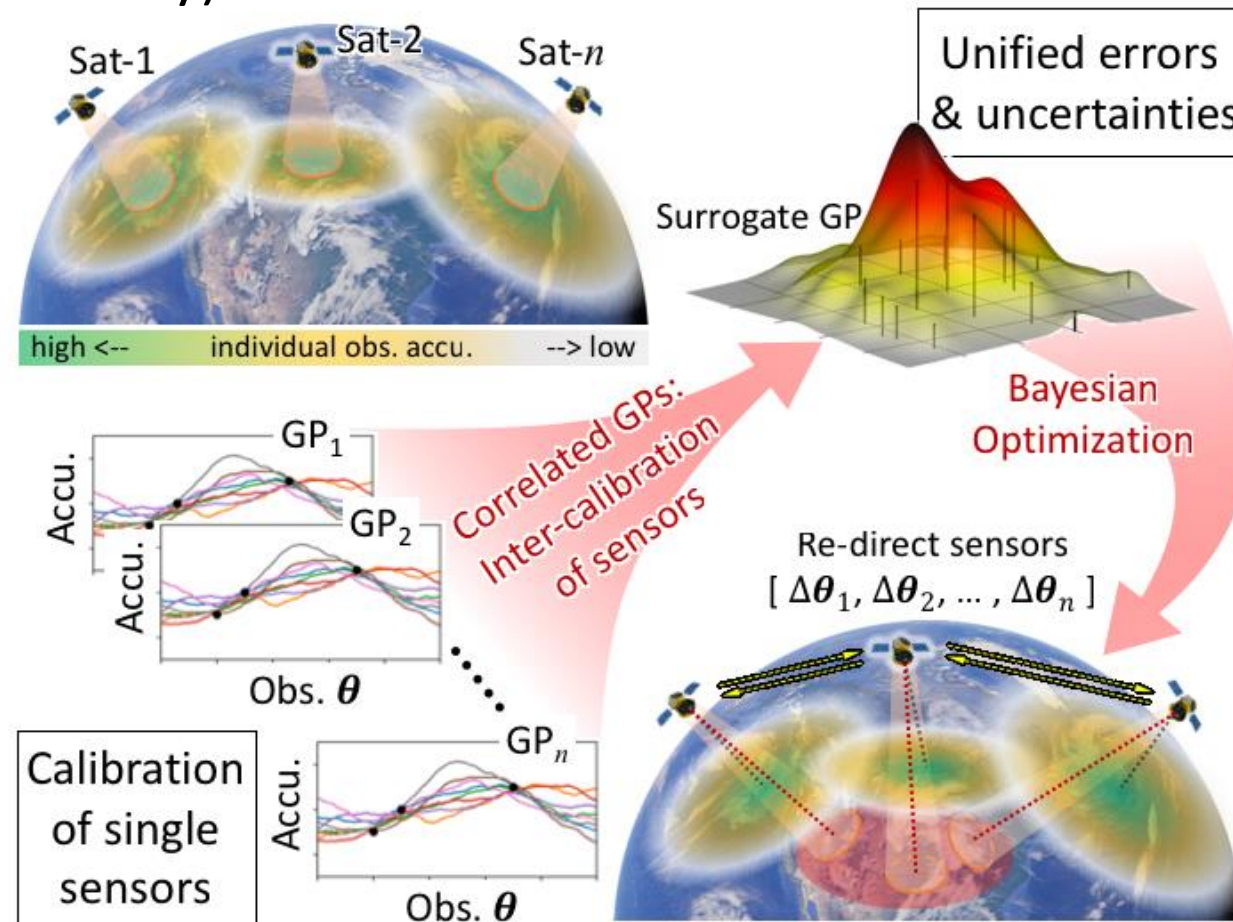 Sat-1
Sat-2
Sat-n
high <-- individual obs. accu. --> low
Unified errors
& uncertainties
Surrogate GP
Bayesian
Optimization
Correlated GPs:
Inter-calibration
of sensors
GP₁
Accu.
GP₂
Accu.
Obs. θ
GPₙ
Accu.
Obs. θ
Calibration
of single
sensors
Re-direct sensors
[ Δθ₁, Δθ₂, ... , Δθₙ ]